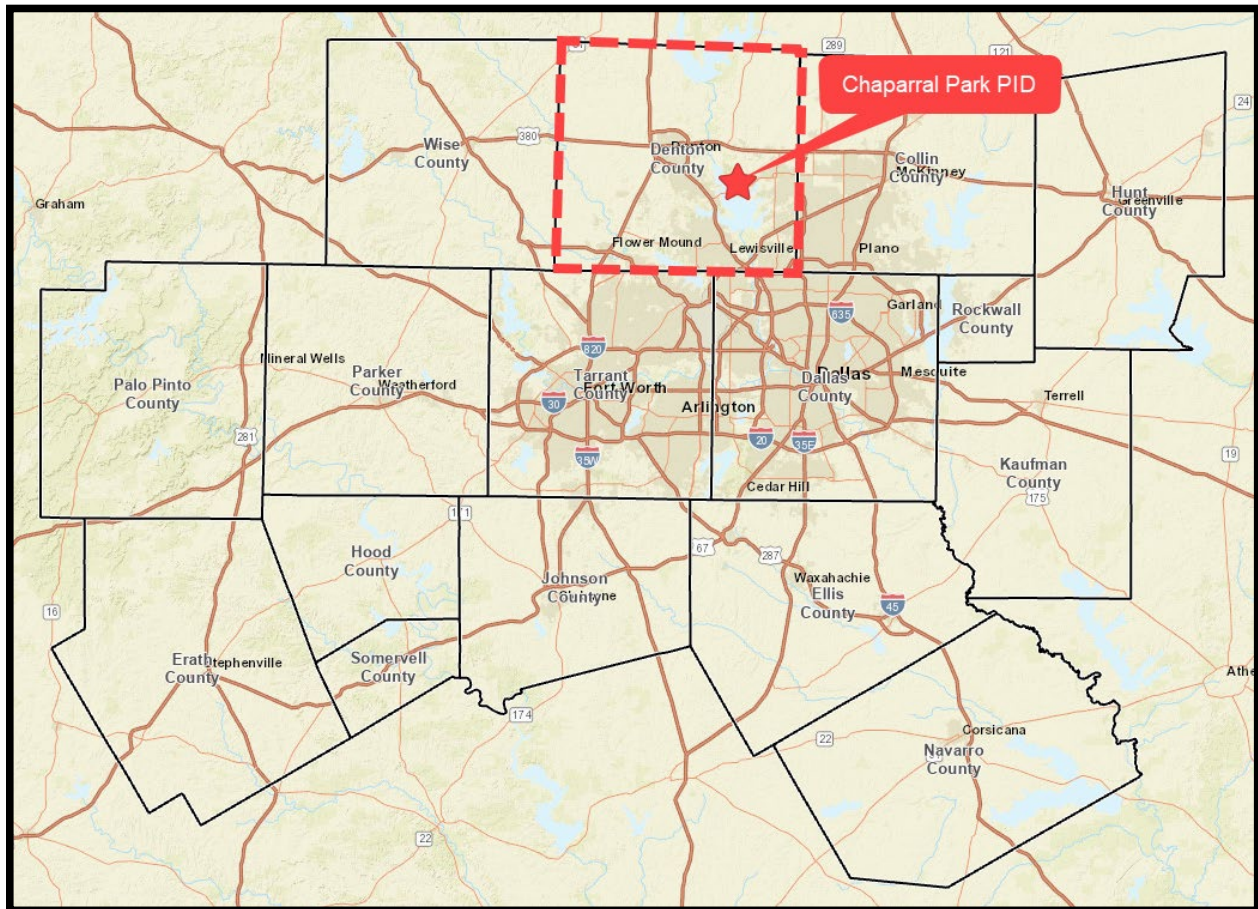 289
121
Chaparral Park PID
24
380
Wise
County
Denton
County
Collin
County
McKinney
Graham
Hunt
County
Greenville
Flower Mound
Lewisville
Plano
Garland
Rockwall
County
635
820
Mineral Wells
Palo Pinto
County
Parker
County
Weatherford
Tarrant
County
Fort Worth
Dallas
Dallas
County
Mesquite
30
Arlington
Terrell
281
20
35E
35W
19
Cedar Hill
Kaufman
County
175
171
Hood
County
67
287
Johnson
County
Waxahachie
Ellis
County
45
16
Erath
County
Stephenville
Somervell
County
Athe
174
22
Corsicana
Navarro
County
31
22